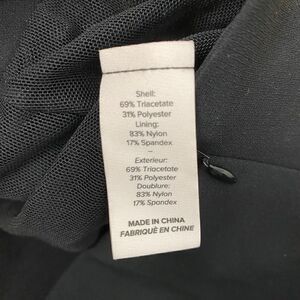 Shell:
69% Triacetate
31% Polyester
Lining:
83% Nylon
17% Spandex
–
Exterieur:
69% Triacetate
31% Polyester
Doublure:
83% Nylon
17% Spandex
MADE IN CHINA
FABRIQUÉ EN CHINE